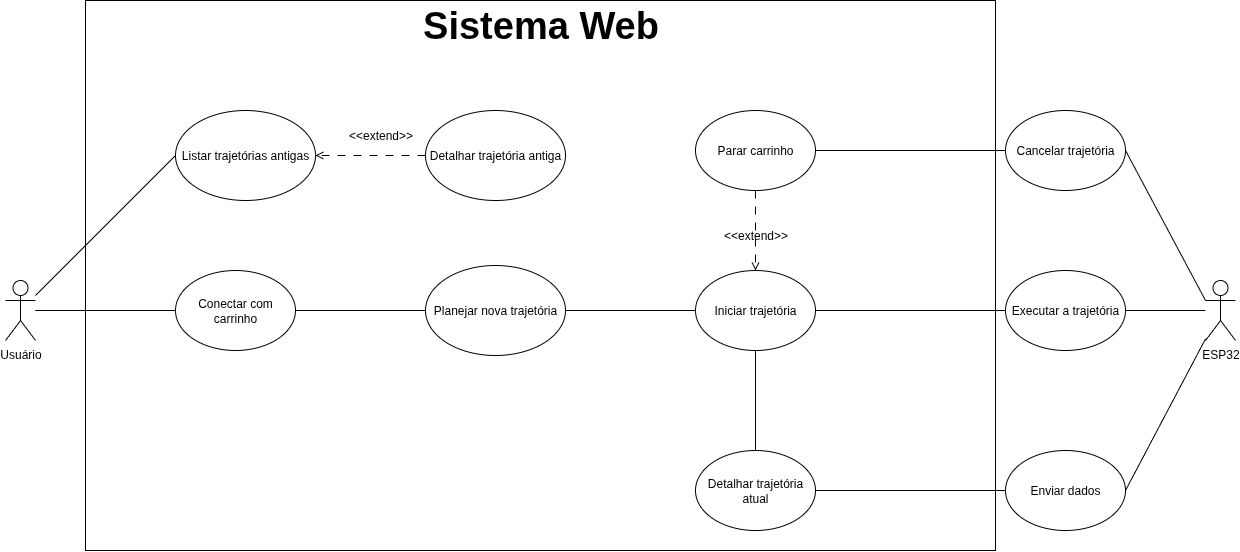 Sistema Web
<<extend>>
Listar trajetórias antigas
Detalhar trajetória antiga
Parar carrinho
Cancelar trajetória
<<extend>>
Conectar com
carrinho
Planejar nova trajetória
Iniciar trajetória
Executar a trajetória
Usuário
ESP32
Detalhar trajetória
atual
Enviar dados